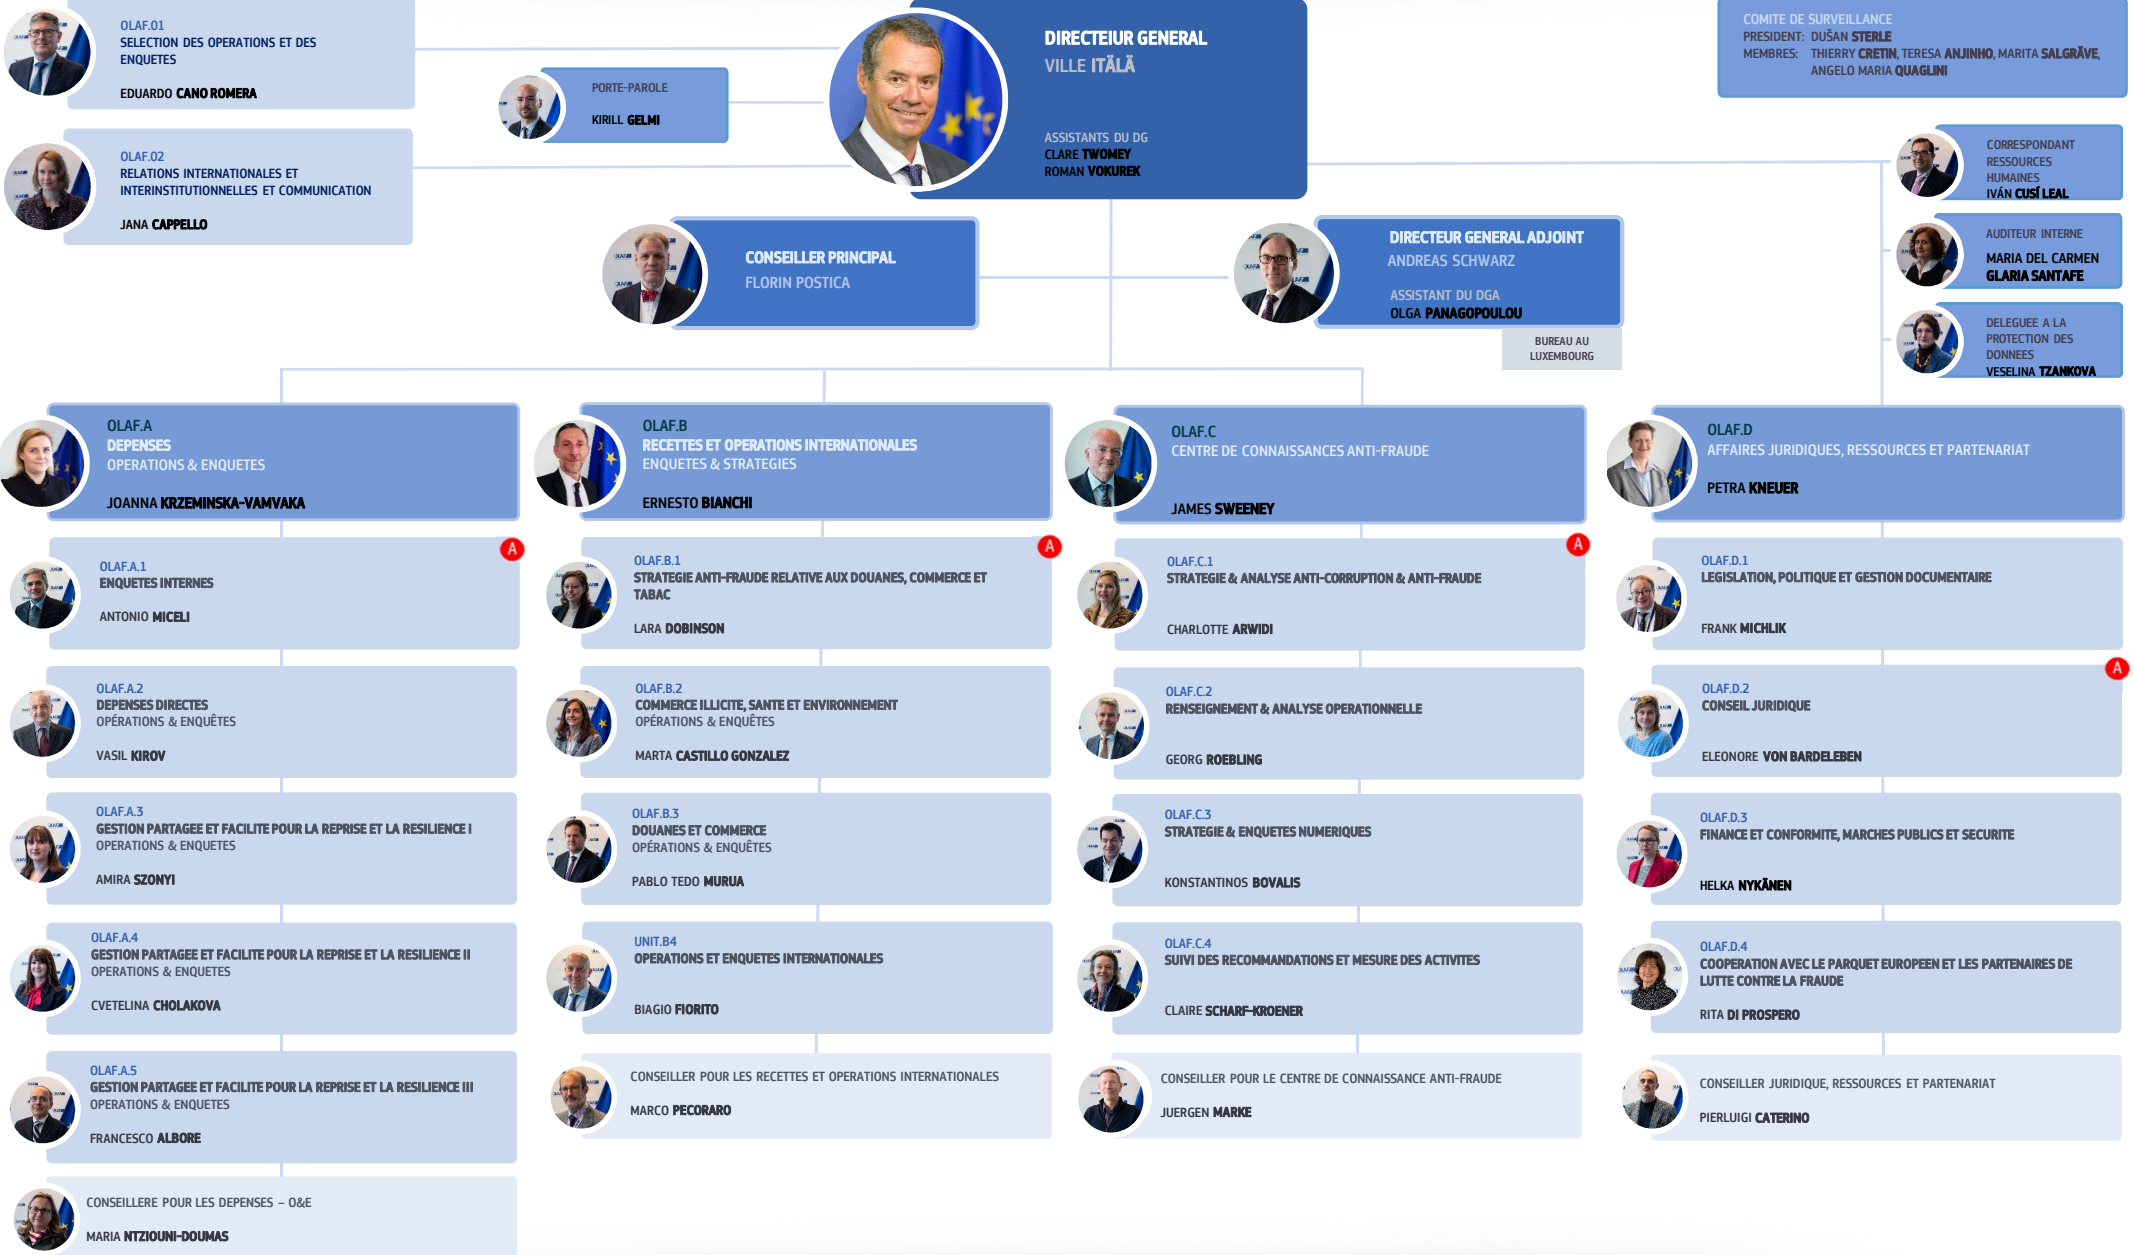 OLAF.01
SELECTION DES OPERATIONS ET DES
ENQUETES
EDUARDO CANO ROMERA
OLAF.02
RELATIONS INTERNATIONALES ET
INTERINSTITUTIONNELLES ET COMMUNICATION
JANA CAPPELLO
PORTE-PAROLE
KIRILL GELMI
DIRECTEIUR GENERAL
VILLE ITÄLÄ
ASSISTANTS DU DG
CLARE TWOMEY
ROMAN VOKUREK
COMITE DE SURVEILLANCE
PRESIDENT: DUŠAN STERLE
MEMBRES: THIERRY CRETIN, TERESA ANJINHO, MARITA SALGRĀVE,
ANGELO MARIA QUAGLINI
CORRESPONDANT
RESSOURCES
HUMAINES
IVÁN CUSÍ LEAL
AUDITEUR INTERNE
MARIA DEL CARMEN
GLARIA SANTAFE
DELEGUEE A LA
PROTECTION DES
DONNEES
VESELINA TZANKOVA
CONSEILLER PRINCIPAL
FLORIN POSTICA
DIRECTEUR GENERAL ADJOINT
ANDREAS SCHWARZ
ASSISTANT DU DGA
OLGA PANAGOPOULOU
BUREAU AU
LUXEMBOURG
OLAF.A
DEPENSES
OPERATIONS & ENQUETES
JOANNA KRZEMINSKA-VAMVAKA
A
OLAF.A.1
ENQUETES INTERNES
ANTONIO MICELI
OLAF.A.2
DEPENSES DIRECTES
OPÉRATIONS & ENQUÊTES
VASIL KIROV
OLAF.A.3
GESTION PARTAGEE ET FACILITE POUR LA REPRISE ET LA RESILIENCE I
OPERATIONS & ENQUETES
AMIRA SZONYI
OLAF.A.4
GESTION PARTAGEE ET FACILITE POUR LA REPRISE ET LA RESILIENCE II
OPERATIONS & ENQUETES
CVETELINA CHOLAKOVA
OLAF.A.5
GESTION PARTAGEE ET FACILITE POUR LA REPRISE ET LA RESILIENCE III
OPERATIONS & ENQUETES
FRANCESCO ALBORE
CONSEILLERE POUR LES DEPENSES – O&E
MARIA NTZIOUNI-DOUMAS
OLAF.B
RECETTES ET OPERATIONS INTERNATIONALES
ENQUETES & STRATEGIES
ERNESTO BIANCHI
A
OLAF.B.1
STRATEGIE ANTI-FRAUDE RELATIVE AUX DOUANES, COMMERCE ET
TABAC
LARA DOBINSON
OLAF.B.2
COMMERCE ILLICITE, SANTE ET ENVIRONNEMENT
OPÉRATIONS & ENQUÊTES
MARTA CASTILLO GONZALEZ
OLAF.B.3
DOUANES ET COMMERCE
OPÉRATIONS & ENQUÊTES
PABLO TEDO MURUA
UNIT.B4
OPERATIONS ET ENQUETES INTERNATIONALES
BIAGIO FIORITO
CONSEILLER POUR LES RECETTES ET OPERATIONS INTERNATIONALES
MARCO PECORARO
OLAF.C
CENTRE DE CONNAISSANCES ANTI-FRAUDE
JAMES SWEENEY
A
OLAF.C.1
STRATEGIE & ANALYSE ANTI-CORRUPTION & ANTI-FRAUDE
CHARLOTTE ARWIDI
OLAF.C.2
RENSEIGNEMENT & ANALYSE OPERATIONNELLE
GEORG ROEBLING
OLAF.C.3
STRATEGIE & ENQUETES NUMERIQUES
KONSTANTINOS BOVALIS
OLAF.C.4
SUIVI DES RECOMMANDATIONS ET MESURE DES ACTIVITES
CLAIRE SCHARF-KROENER
CONSEILLER POUR LE CENTRE DE CONNAISSANCE ANTI-FRAUDE
JUERGEN MARKE
OLAF.D
AFFAIRES JURIDIQUES, RESSOURCES ET PARTENARIAT
PETRA KNEUER
OLAF.D.1
LEGISLATION, POLITIQUE ET GESTION DOCUMENTAIRE
FRANK MICHLIK
A
OLAF.D.2
CONSEIL JURIDIQUE
ELEONORE VON BARDELEBEN
OLAF.D.3
FINANCE ET CONFORMITE, MARCHES PUBLICS ET SECURITE
HELKA NYKÄNEN
OLAF.D.4
COOPERATION AVEC LE PARQUET EUROPEEN ET LES PARTENAIRES DE
LUTTE CONTRE LA FRAUDE
RITA DI PROSPERO
CONSEILLER JURIDIQUE, RESSOURCES ET PARTENARIAT
PIERLUIGI CATERINO